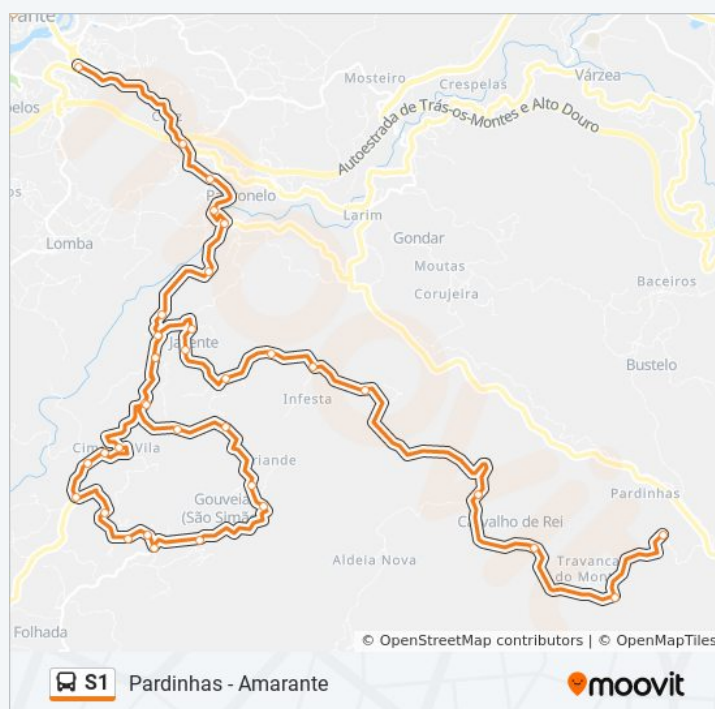 rante
Mosteiro
Crespelas
Várzea
Autoestrada de Trás-os-Montes e Alto Douro
Larim
Lomba
Gondar
Moutas
Corujeira
Baceiros
Bustelo
Infesta
Pardinhas
Gouveia
(São Simão
Carvalho de Rei
Aldeia Nova
Travanca
do Monte
Folhada
© OpenStreetMap contributors | © OpenMapTiles
S1
Pardinhas - Amarante
moovit